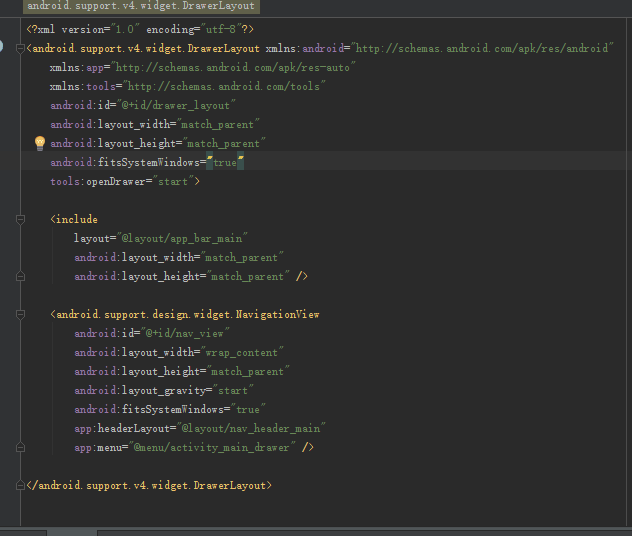 android.support.v4.widget.DrawerLayout
<?xml version="1.0" encoding="utf-8"?>
<android.support.v4.widget.DrawerLayout xmlns:android="http://schemas.android.com/apk/res/android"
xmlns:app="http://schemas.android.com/apk/res-auto"
xmlns:tools="http://schemas.android.com/tools"
android:id="@+id/drawer_layout"
android:layout_width="match_parent"
android:layout_height="match_parent"
android:fitsSystemWindows="true"
tools:openDrawer="start">
<include
layout="@layout/app_bar_main"
android:layout_width="match_parent"
android:layout_height="match_parent" />
<android.support.design.widget.NavigationView
android:id="@+id/nav_view"
android:layout_width="wrap_content"
android:layout_height="match_parent"
android:layout_gravity="start"
android:fitsSystemWindows="true"
app:headerLayout="@layout/nav_header_main"
app:menu="@menu/activity_main_drawer" />
</android.support.v4.widget.DrawerLayout>